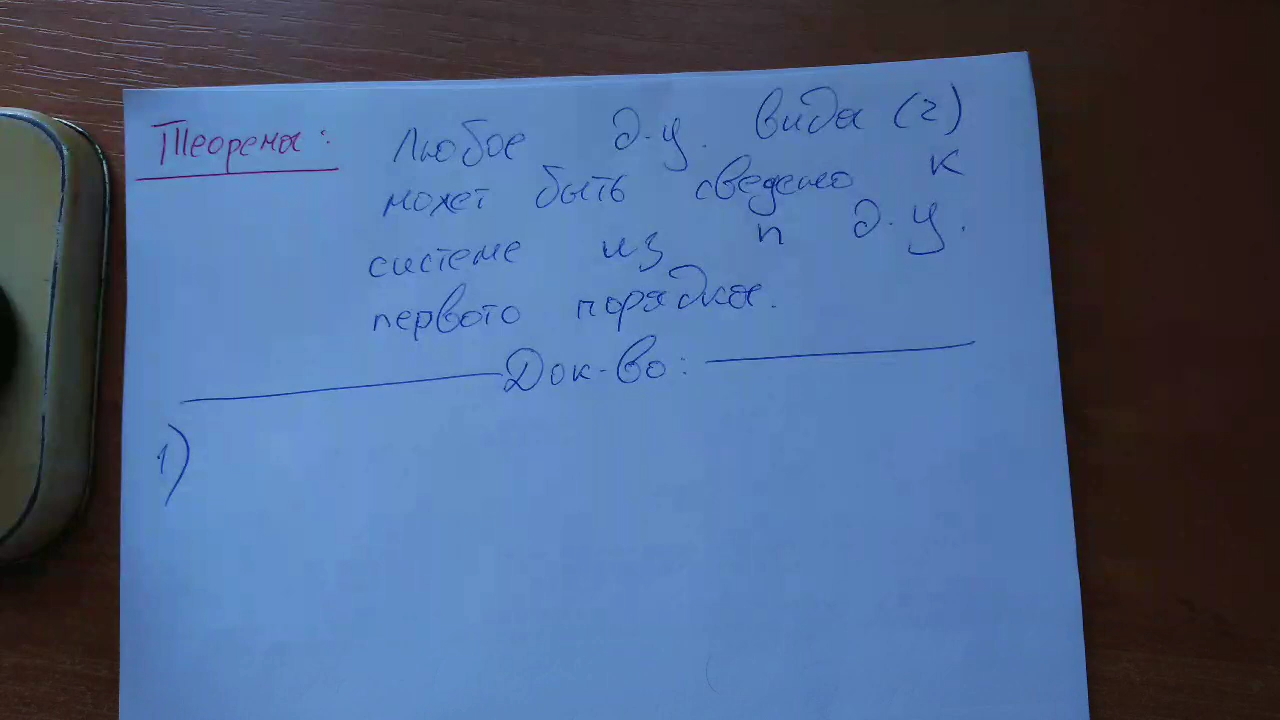 Теорема: Любое д.у. вида (2)
может быть сведено к
системе из n д.у.
первого порядка.
Док-во:
1)